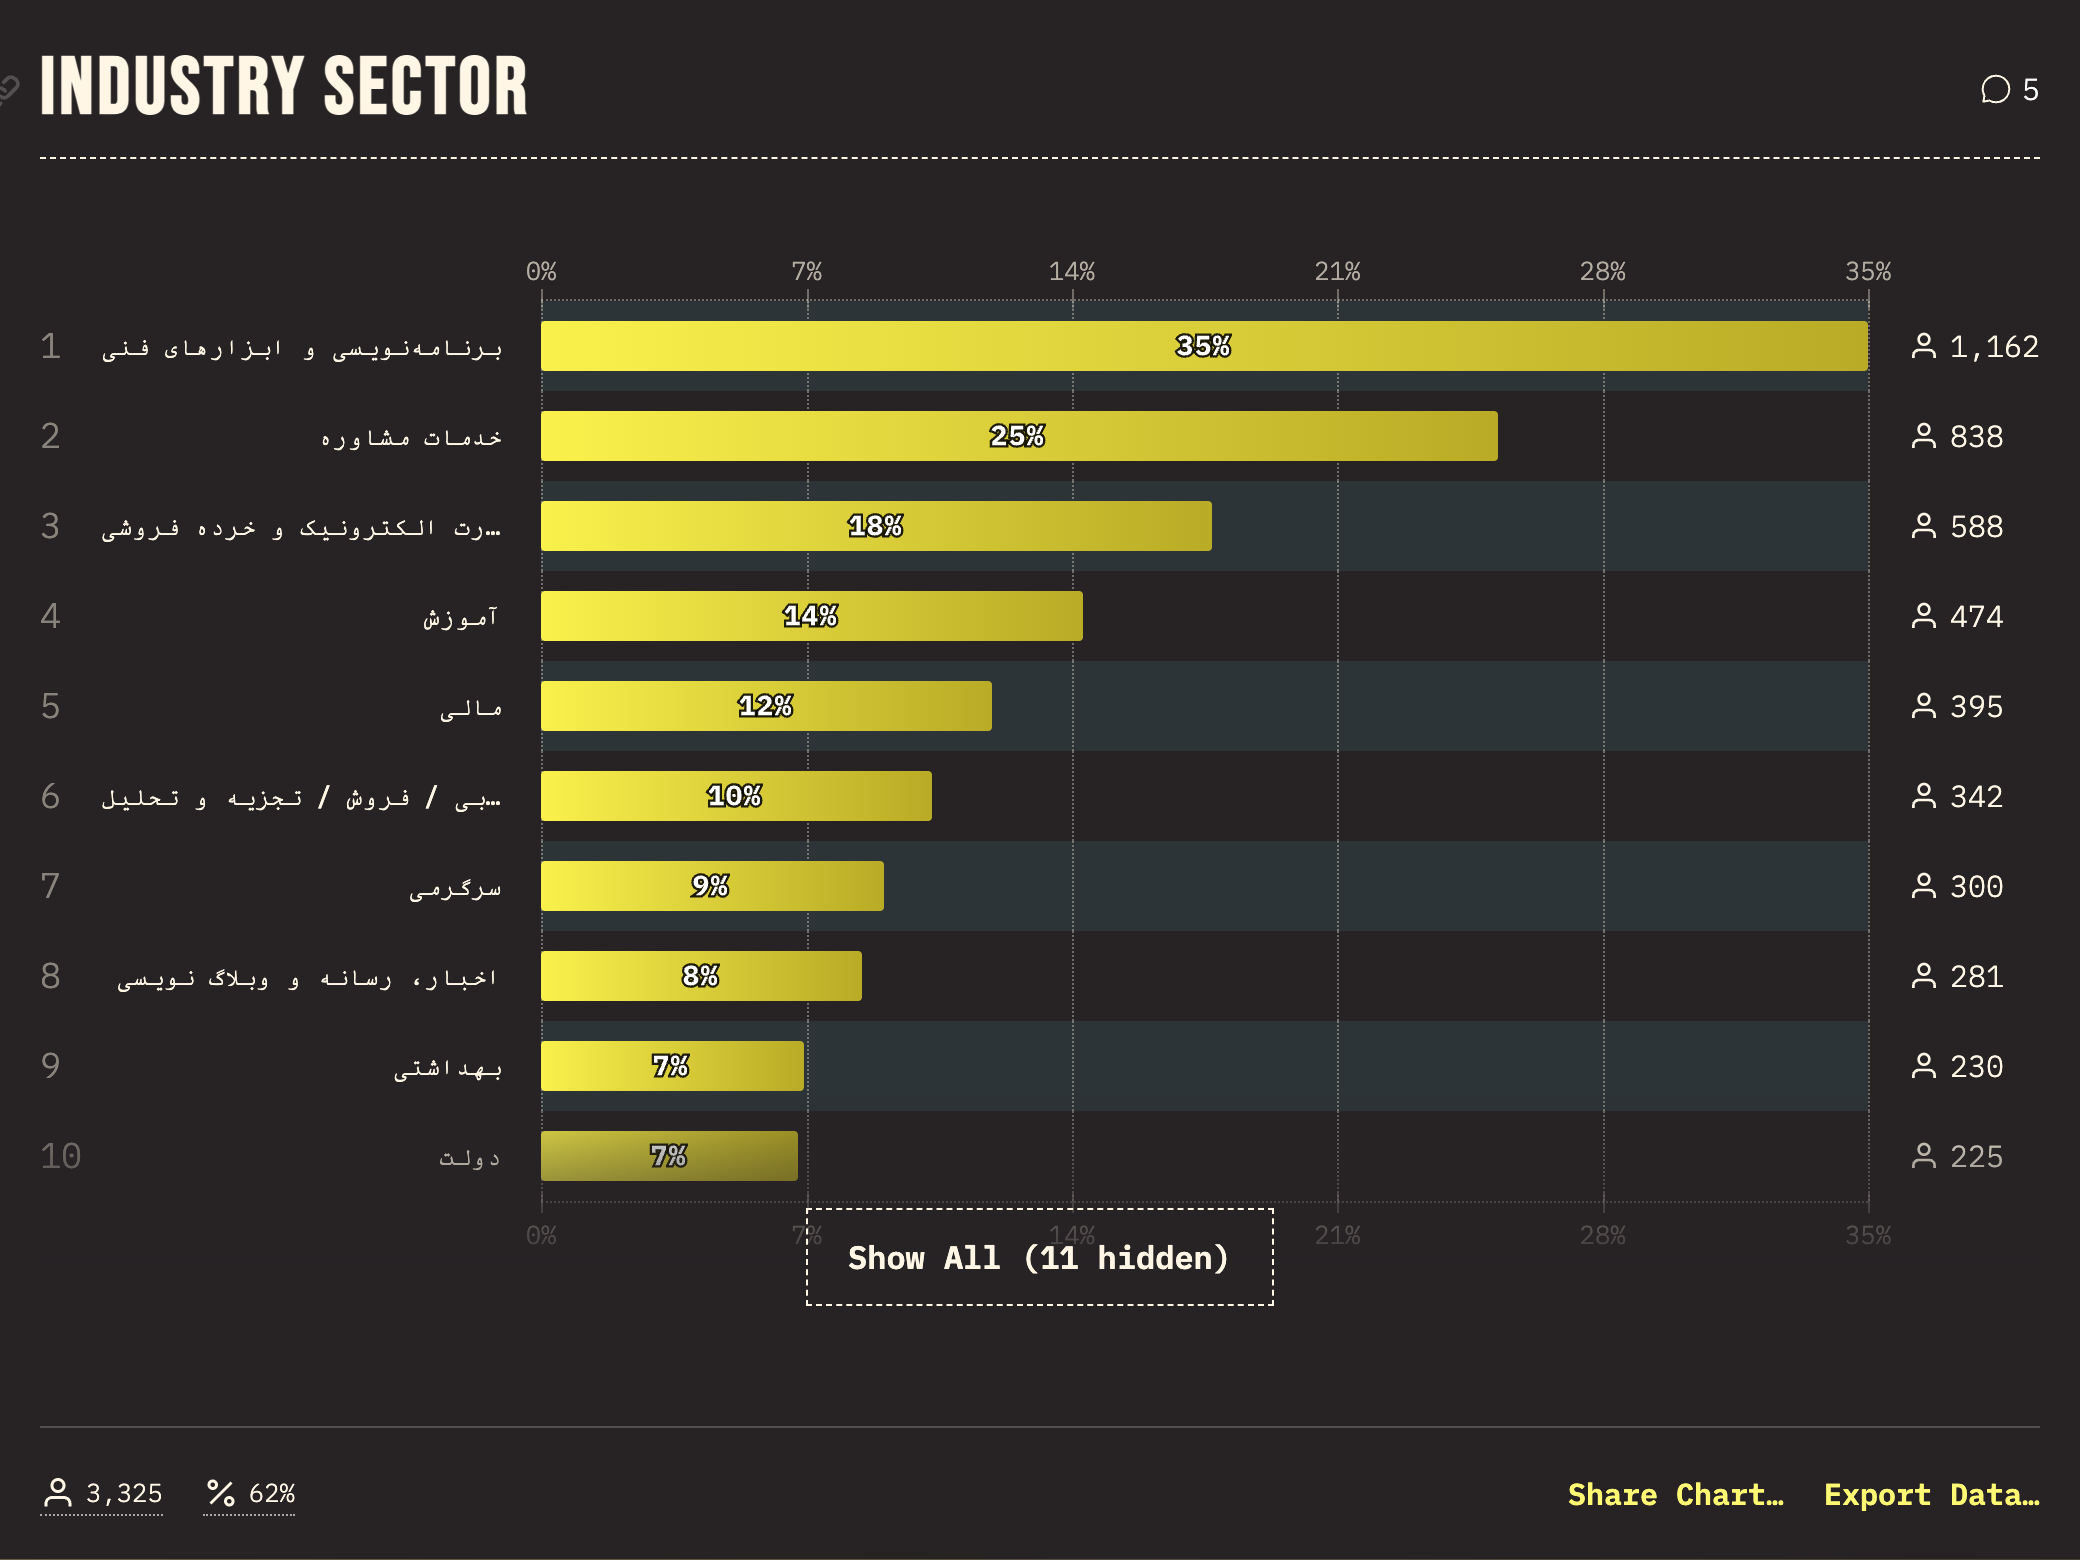 INDUSTRY SECTOR
5
0% 7% 14% 21% 28% 35%
1 برنامه‌نویسی و ابزارهای فنی 35% 1,162
2 خدمات مشاوره 25% 838
3 …رت الکترونیک و خرده فروشی 18% 588
4 آموزش 14% 474
5 مالی 12% 395
6 …بی / فروش / تجزیه و تحلیل 10% 342
7 سرگرمی 9% 300
8 اخبار، رسانه و وبلاگ نویسی 8% 281
9 بهداشتی 7% 230
10 دولت 7% 225
0% 7% 14% 21% 28% 35%
Show All (11 hidden)
3,325 62% Share Chart… Export Data…